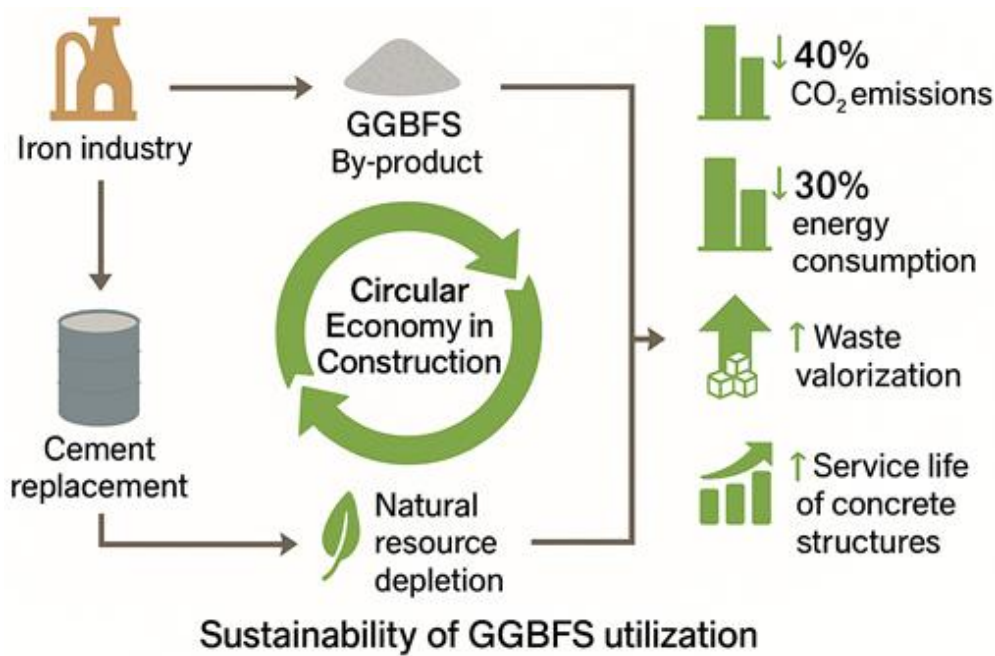 Iron industry
GGBFS
By-product
Circular
Economy in
Construction
Cement
replacement
Natural
resource
depletion
↓ 40%
CO₂ emissions
↓ 30%
energy
consumption
↑ Waste
valorization
↑ Service life
of concrete
structures
Sustainability of GGBFS utilization